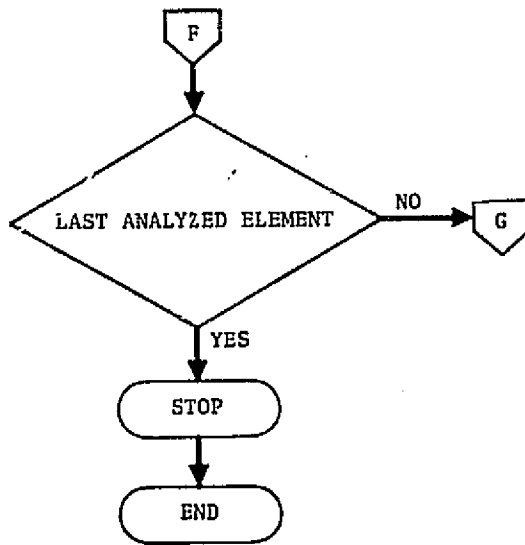 F
LAST ANALYZED ELEMENT
NO
G
YES
STOP
END